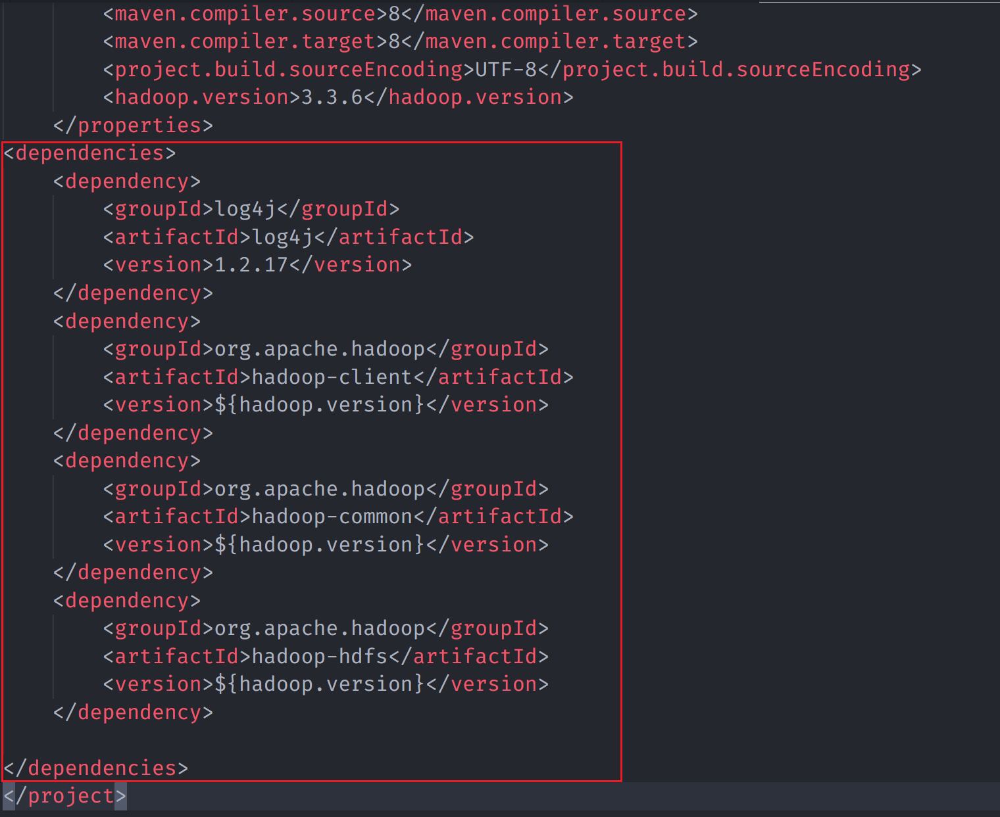 <maven.compiler.source>8</maven.compiler.source>
<maven.compiler.target>8</maven.compiler.target>
<project.build.sourceEncoding>UTF-8</project.build.sourceEncoding>
<hadoop.version>3.3.6</hadoop.version>
</properties>
<dependencies>
<dependency>
<groupId>log4j</groupId>
<artifactId>log4j</artifactId>
<version>1.2.17</version>
</dependency>
<dependency>
<groupId>org.apache.hadoop</groupId>
<artifactId>hadoop-client</artifactId>
<version>${hadoop.version}</version>
</dependency>
<dependency>
<groupId>org.apache.hadoop</groupId>
<artifactId>hadoop-common</artifactId>
<version>${hadoop.version}</version>
</dependency>
<dependency>
<groupId>org.apache.hadoop</groupId>
<artifactId>hadoop-hdfs</artifactId>
<version>${hadoop.version}</version>
</dependency>
</dependencies>
</project>